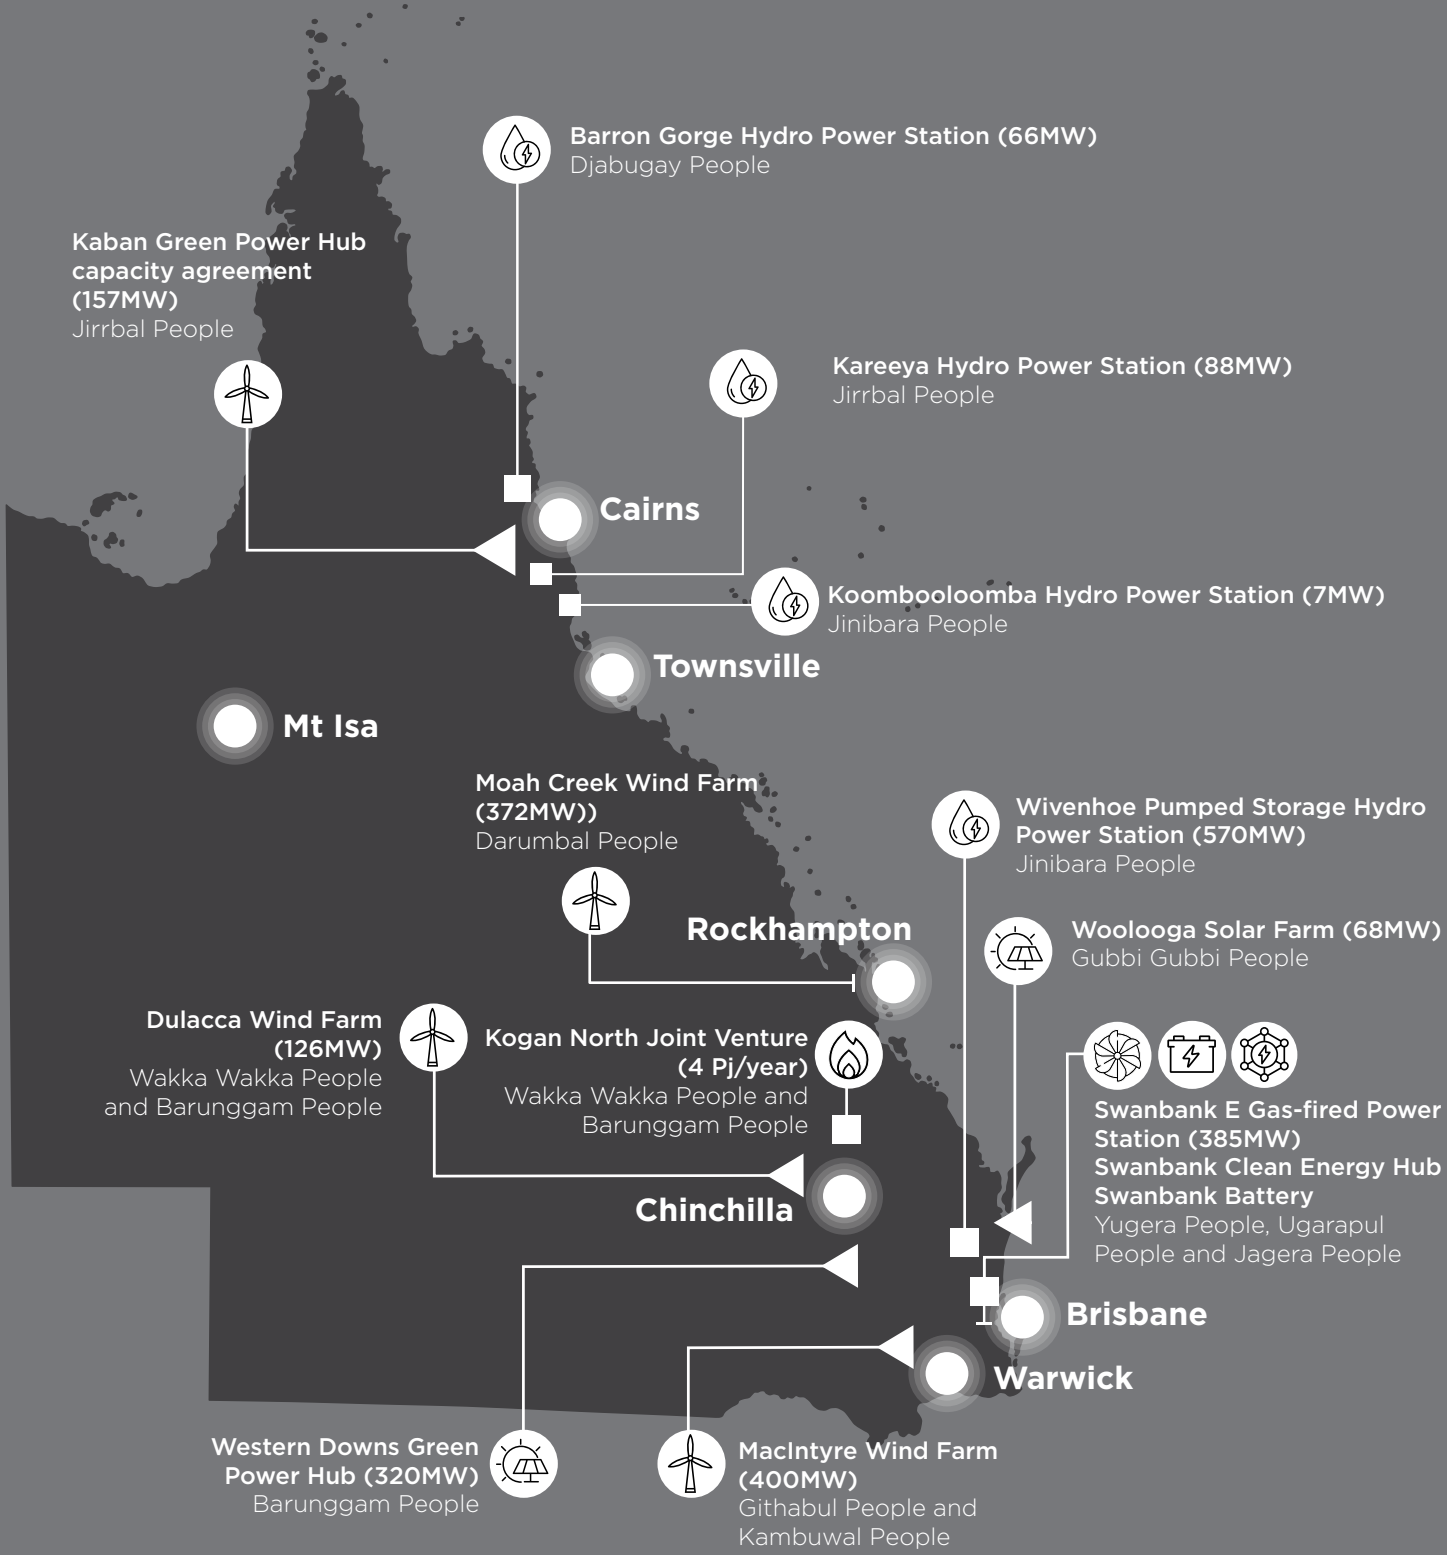 Barron Gorge Hydro Power Station (66MW)
Djabugay People
Kaban Green Power Hub
capacity agreement
(157MW)
Jirrbal People
Kareeya Hydro Power Station (88MW)
Jirrbal People
Cairns
Koombooloomba Hydro Power Station (7MW)
Jinibara People
Townsville
Mt Isa
Moah Creek Wind Farm
(372MW))
Darumbal People
Wivenhoe Pumped Storage Hydro
Power Station (570MW)
Jinibara People
Rockhampton
Woolooga Solar Farm (68MW)
Gubbi Gubbi People
Dulacca Wind Farm
(126MW)
Wakka Wakka People
and Barunggam People
Kogan North Joint Venture
(4 Pj/year)
Wakka Wakka People and
Barunggam People
Swanbank E Gas-fired Power
Station (385MW)
Swanbank Clean Energy Hub
Swanbank Battery
Yugera People, Ugarapul
People and Jagera People
Chinchilla
Brisbane
Warwick
Western Downs Green
Power Hub (320MW)
Barunggam People
MacIntyre Wind Farm
(400MW)
Githabul People and
Kambuwal People